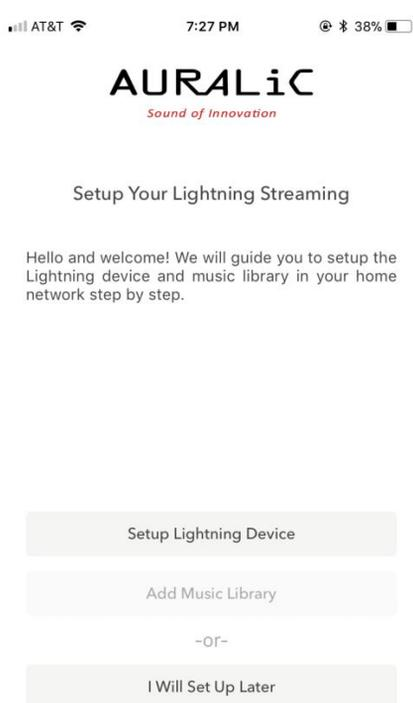 AT&T 7:27 PM 38%
AURALiC
Sound of Innovation
Setup Your Lightning Streaming
Hello and welcome! We will guide you to setup the
Lightning device and music library in your home
network step by step.
Setup Lightning Device
Add Music Library
-or-
I Will Set Up Later